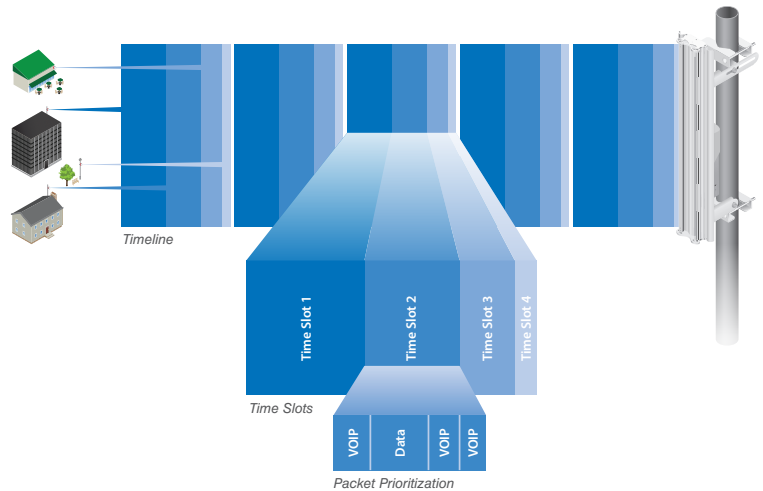 Timeline
Time Slot 1
Time Slot 2
Time Slot 3
Time Slot 4
Time Slots
VOIP
Data
VOIP
VOIP
Packet Prioritization